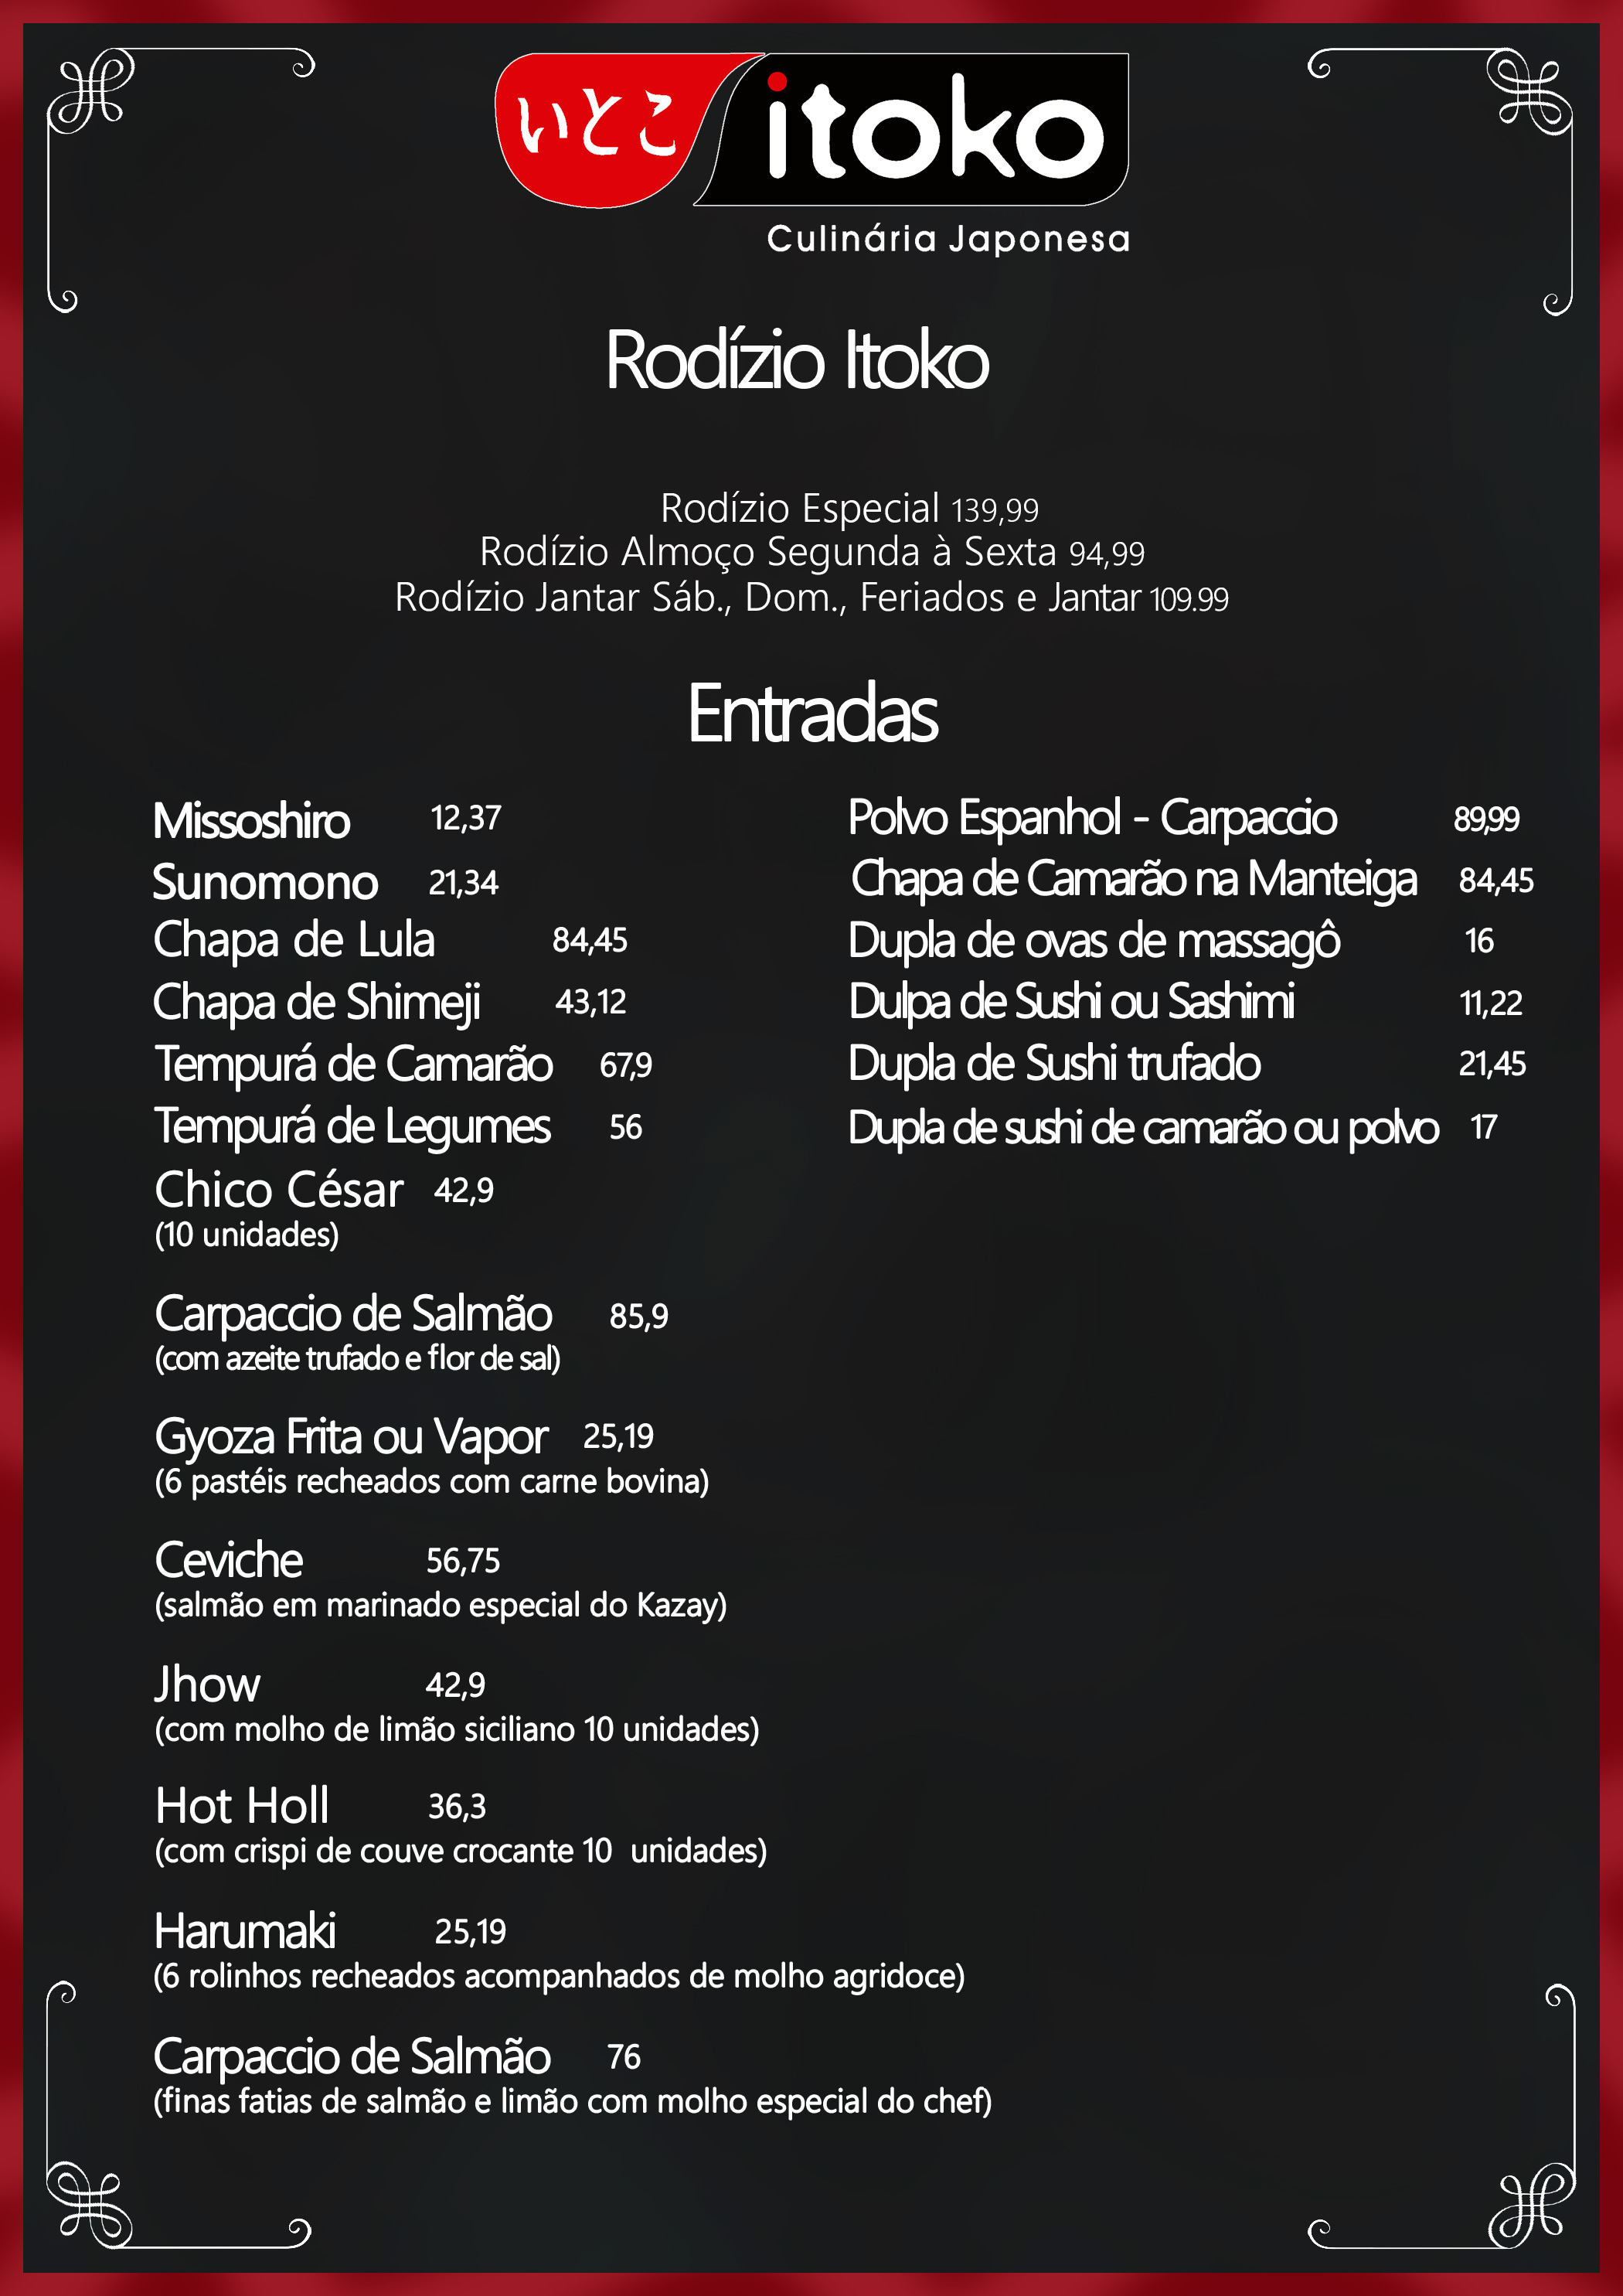 いとこ itoko
Culinária Japonesa
Rodízio Itoko
Rodízio Especial 139,99
Rodízio Almoço Segunda à Sexta 94,99
Rodízio Jantar Sáb., Dom., Feriados e Jantar 109.99
Entradas
Missoshiro 12,37
Sunomono 21,34
Chapa de Lula 84,45
Chapa de Shimeji 43,12
Tempurá de Camarão 67,9
Tempurá de Legumes 56
Chico César 42,9
(10 unidades)
Carpaccio de Salmão 85,9
(com azeite trufado e flor de sal)
Gyoza Frita ou Vapor 25,19
(6 pastéis recheados com carne bovina)
Ceviche 56,75
(salmão em marinado especial do Kazay)
Jhow 42,9
(com molho de limão siciliano 10 unidades)
Hot Holl 36,3
(com crispi de couve crocante 10 unidades)
Harumaki 25,19
(6 rolinhos recheados acompanhados de molho agridoce)
Carpaccio de Salmão 76
(finas fatias de salmão e limão com molho especial do chef)
Polvo Espanhol - Carpaccio 89,99
Chapa de Camarão na Manteiga 84,45
Dupla de ovas de massagô 16
Dulpa de Sushi ou Sashimi 11,22
Dupla de Sushi trufado 21,45
Dupla de sushi de camarão ou polvo 17